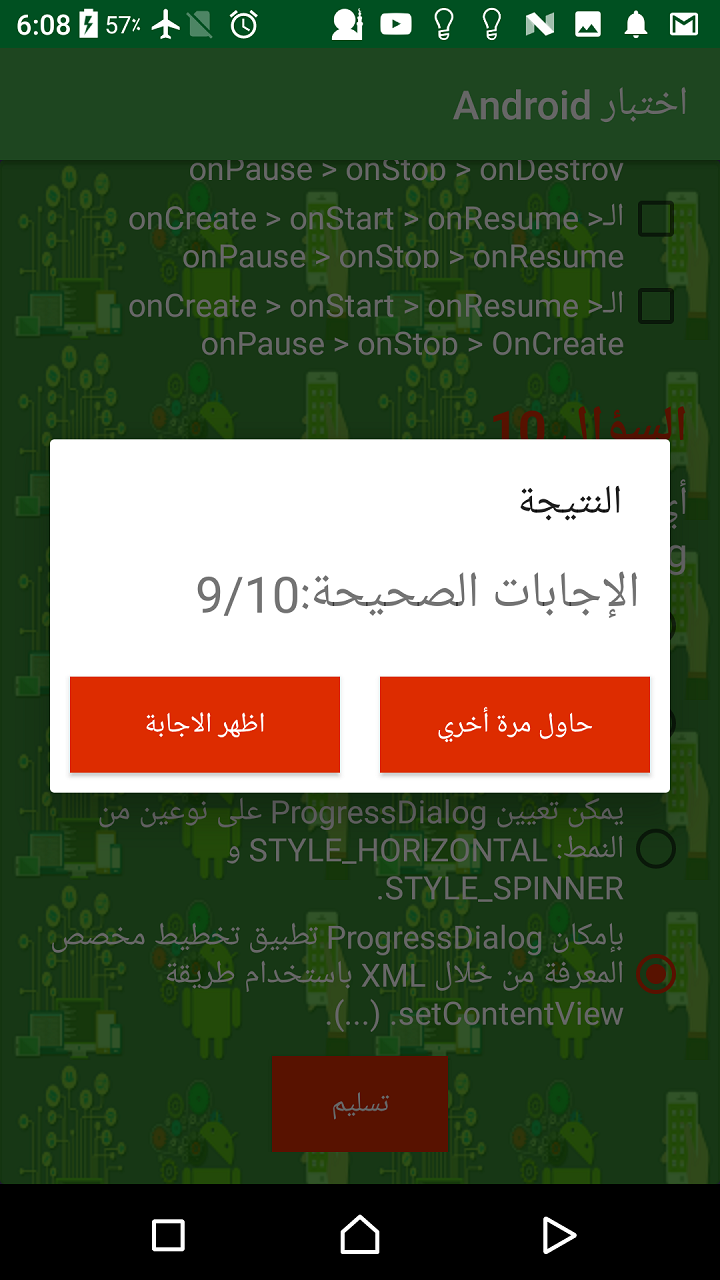 6:08 57%
اختبار Android
onPause > onStop > onDestroy
الـ> onCreate > onStart > onResume
onPause > onStop > onResume
الـ> onCreate > onStart > onResume
onPause > onStop > OnCreate
السؤال 10
أي
g
النتيجة
الإجابات الصحيحة:9/10
حاول مرة أخري
اظهر الاجابة
يمكن تعيين ProgressDialog على نوعين من
النمط: STYLE_HORIZONTAL و
STYLE_SPINNER.
بإمكان ProgressDialog تطبيق تخطيط مخصص
المعرفة من خلال XML باستخدام طريقة
setContentView. (...).
تسليم